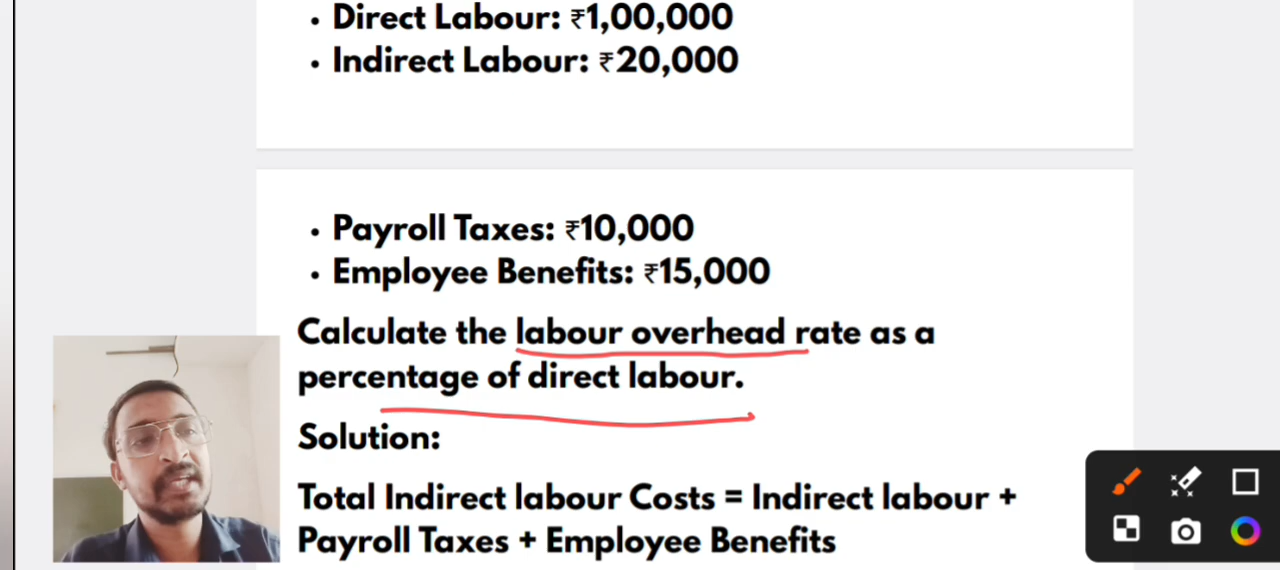 • Direct Labour: ₹1,00,000
• Indirect Labour: ₹20,000
• Payroll Taxes: ₹10,000
• Employee Benefits: ₹15,000
Calculate the labour overhead rate as a
percentage of direct labour.
Solution:
Total Indirect labour Costs = Indirect labour +
Payroll Taxes + Employee Benefits